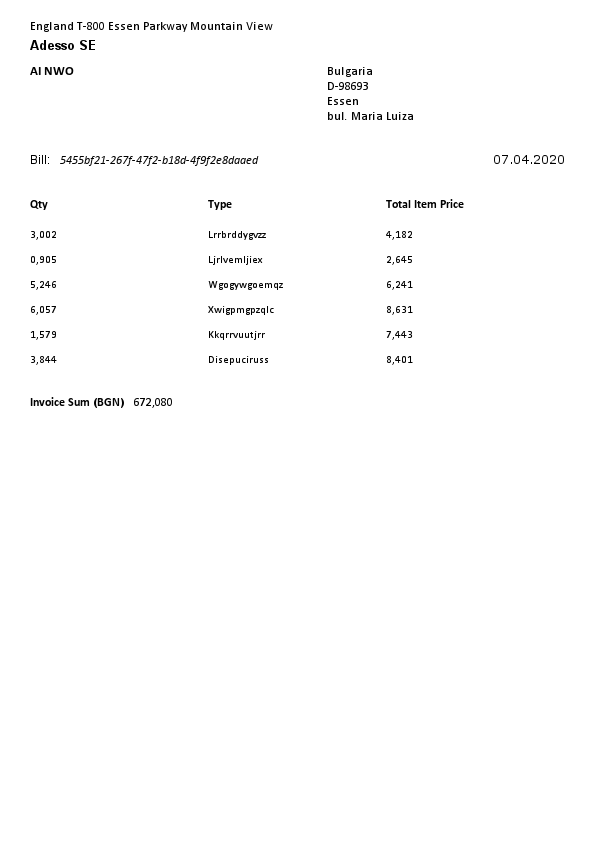 England T-800 Essen Parkway Mountain View
Adesso SE
AI NWO
Bulgaria
D-98693
Essen
bul. Maria Luiza
Bill: 5455bf21-267f-47f2-b18d-4f9f2e8daaed 07.04.2020
Qty Type Total Item Price
3,002 Lrrbrddygvzz 4,182
0,905 Ljrlvemljiex 2,645
5,246 Wgogywgoemqz 6,241
6,057 Xwigpmgpzqlc 8,631
1,579 Kkqrrvuutjrr 7,443
3,844 Disepuciruss 8,401
Invoice Sum (BGN) 672,080